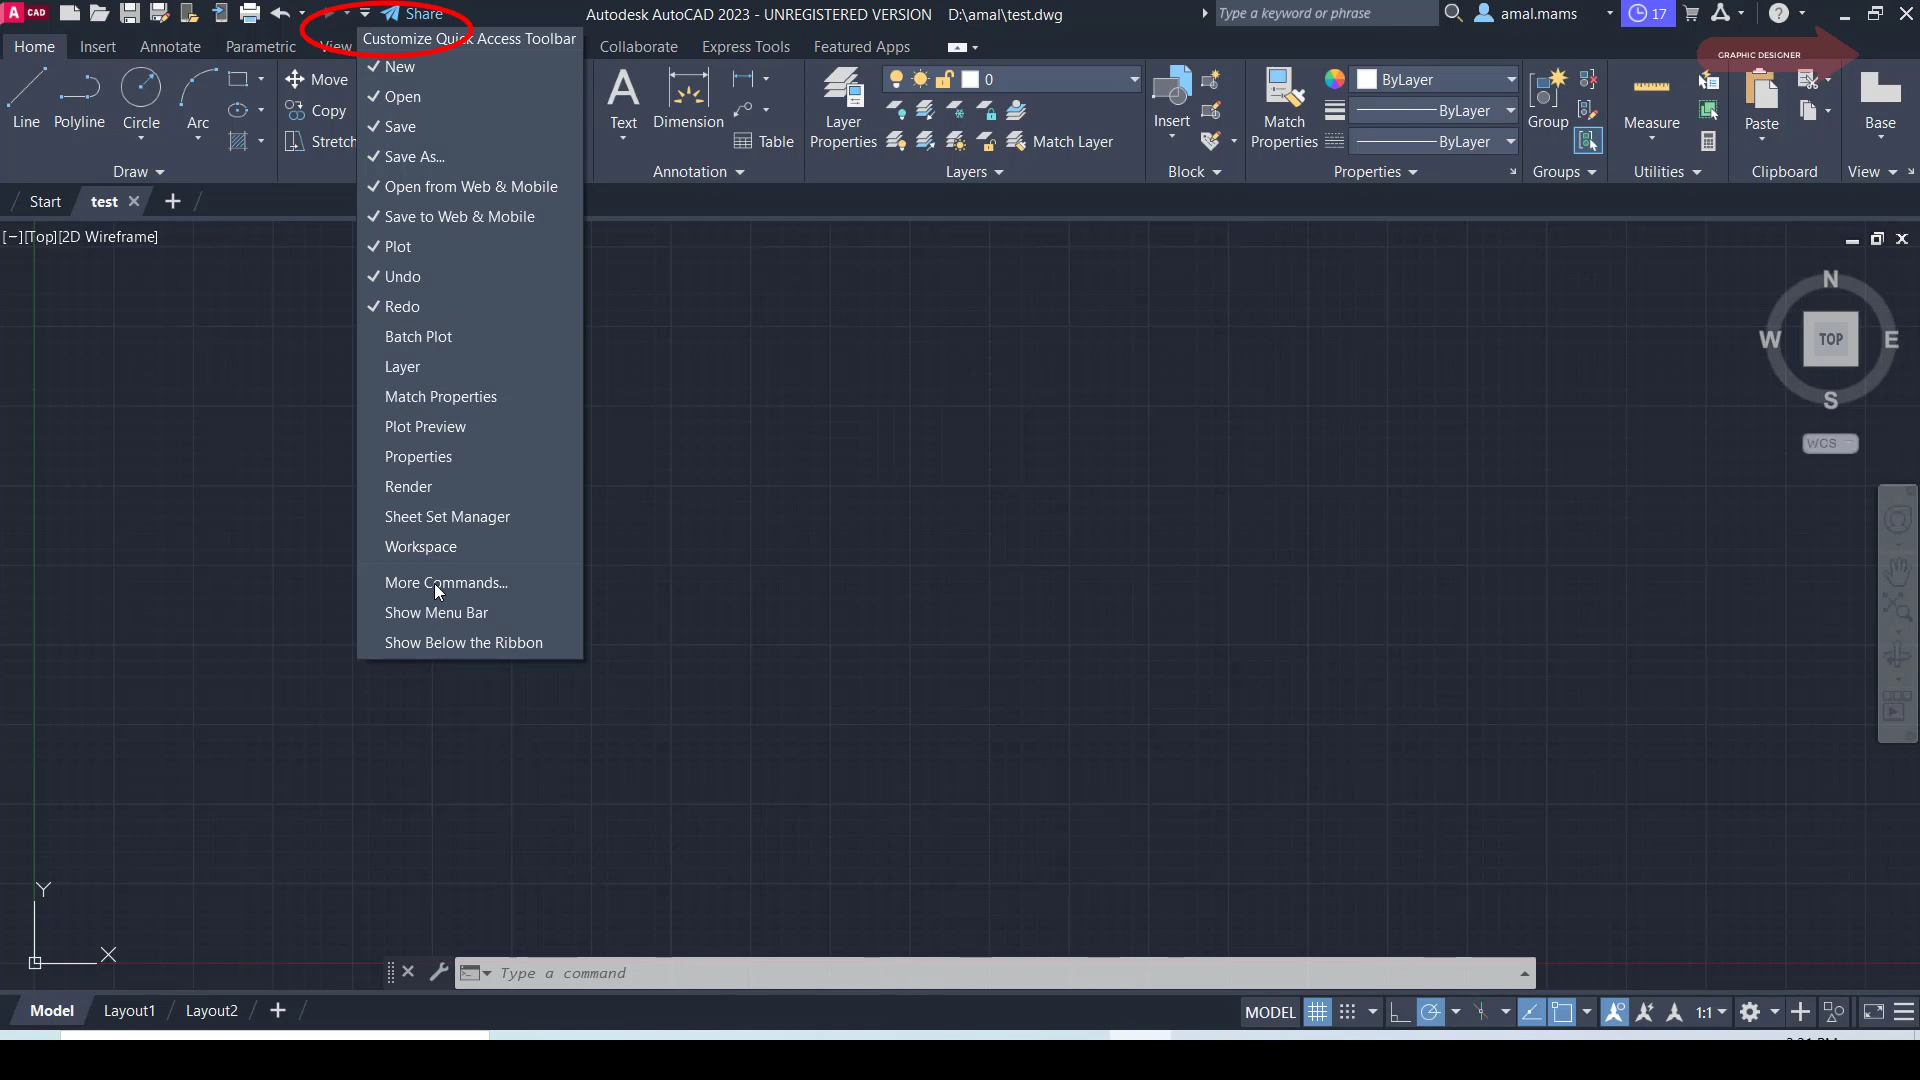 A CAD Share Autodesk AutoCAD 2023 - UNREGISTERED VERSION D:\amal\test.dwg Type a keyword or phrase amal.mams 17
Home Insert Annotate Parametric View Customize Quick Access Toolbar Collaborate Express Tools Featured Apps
GRAPHIC DESIGNER
Line Polyline Circle Arc
Move
Copy
Stretch
Draw
Text Dimension
Table
Annotation
Layer
Properties
0
Match Layer
Layers
Insert
Block
Match
Properties
ByLayer
ByLayer
ByLayer
Properties
Group
Groups
Measure
Utilities
Paste
Clipboard
Base
View
New
Open
Save
Save As...
Open from Web & Mobile
Save to Web & Mobile
Plot
Undo
Redo
Batch Plot
Layer
Match Properties
Plot Preview
Properties
Render
Sheet Set Manager
Workspace
More Commands...
Show Menu Bar
Show Below the Ribbon
Start test
[−][Top][2D Wireframe]
N
W TOP E
S
WCS
Y
X
Type a command
Model Layout1 Layout2
MODEL 1:1